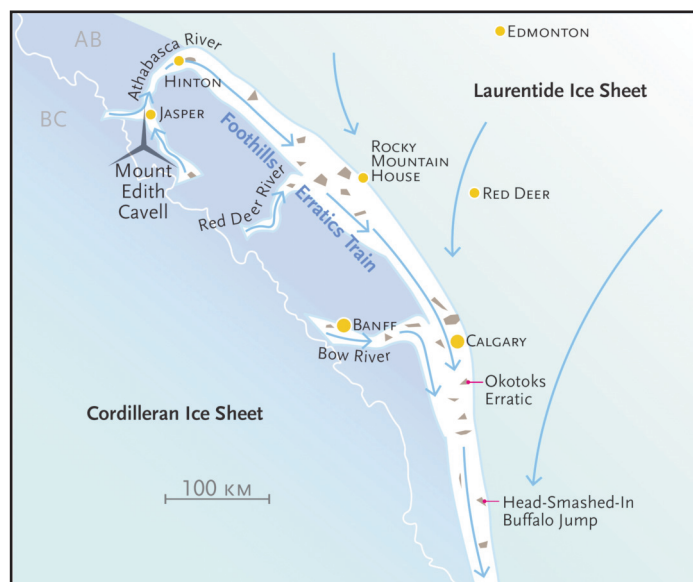 AB
Athabasca River
EDMONTON
HINTON
Laurentide Ice Sheet
BC
JASPER
Foothills
Erratics Train
ROCKY
MOUNTAIN
HOUSE
Mount
Edith
Cavell
Red Deer River
RED DEER
BANFF
CALGARY
Bow River
Okotoks
Erratic
Cordilleran Ice Sheet
100 KM
Head-Smashed-In
Buffalo Jump